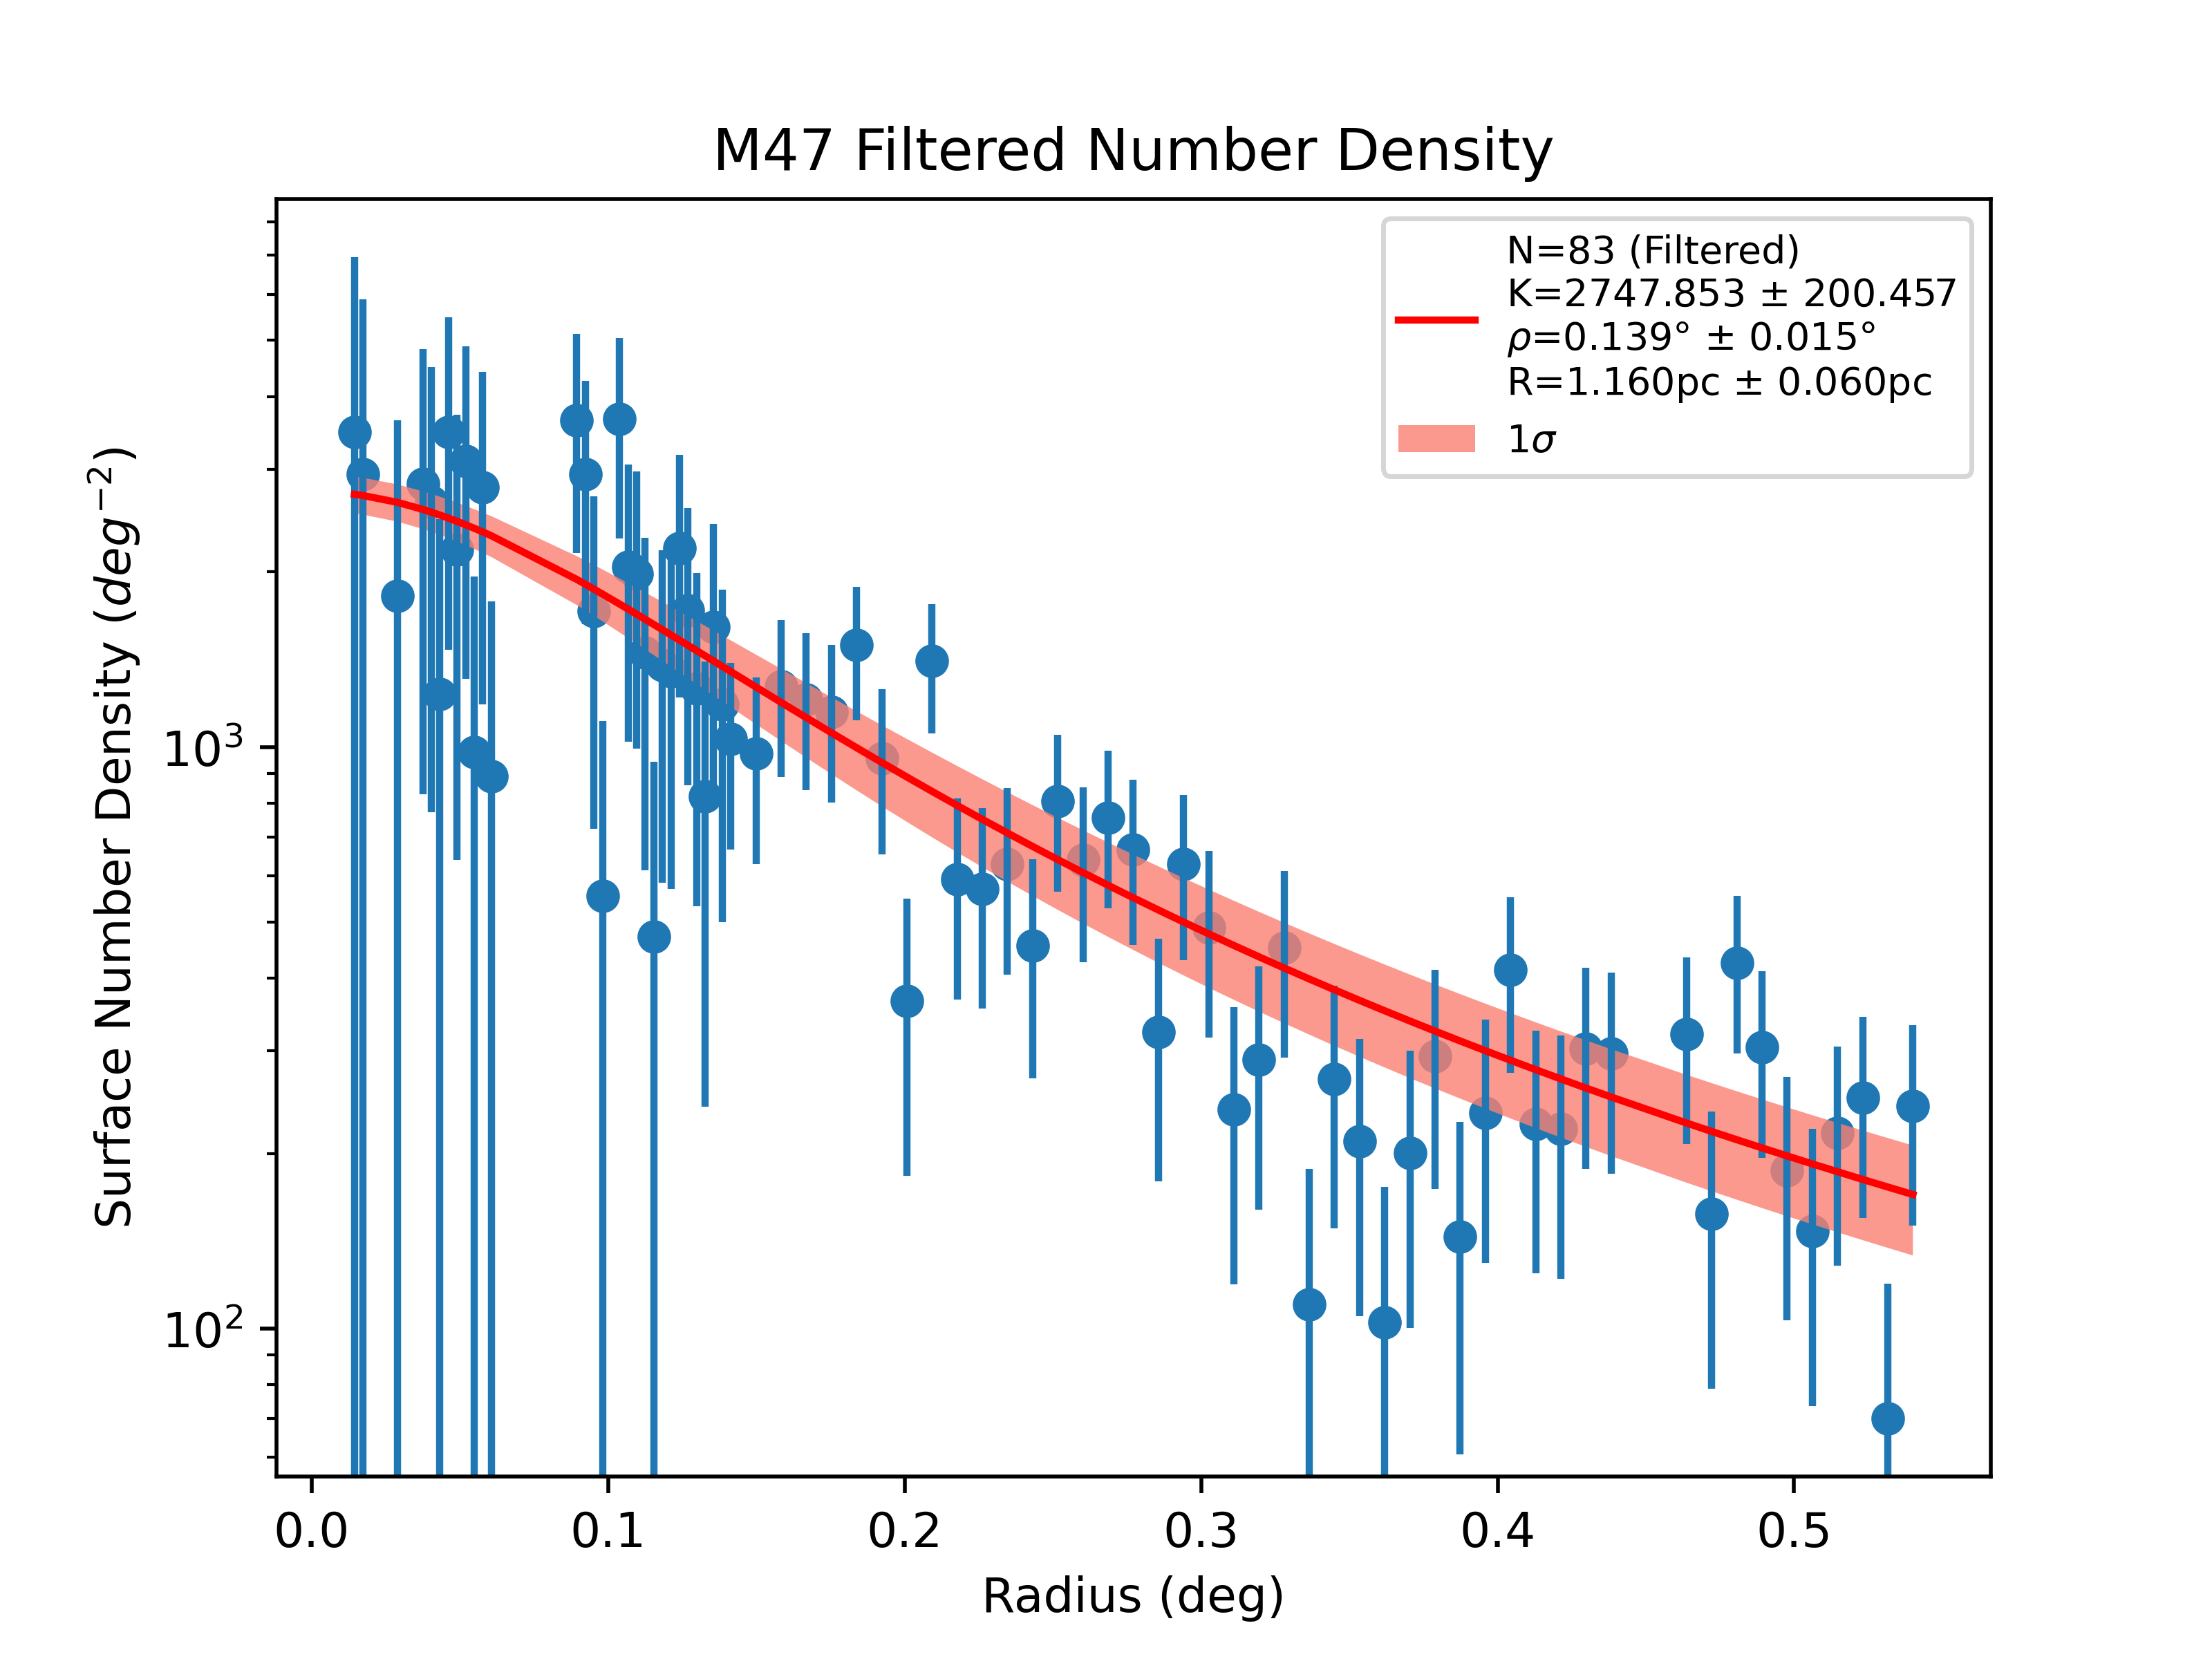 M47 Filtered Number Density
N=83 (Filtered)
K=2747.853 ± 200.457
ρ=0.139° ± 0.015°
R=1.160pc ± 0.060pc
1σ
Surface Number Density (deg⁻²)
10³
10²
0.0 0.1 0.2 0.3 0.4 0.5
Radius (deg)